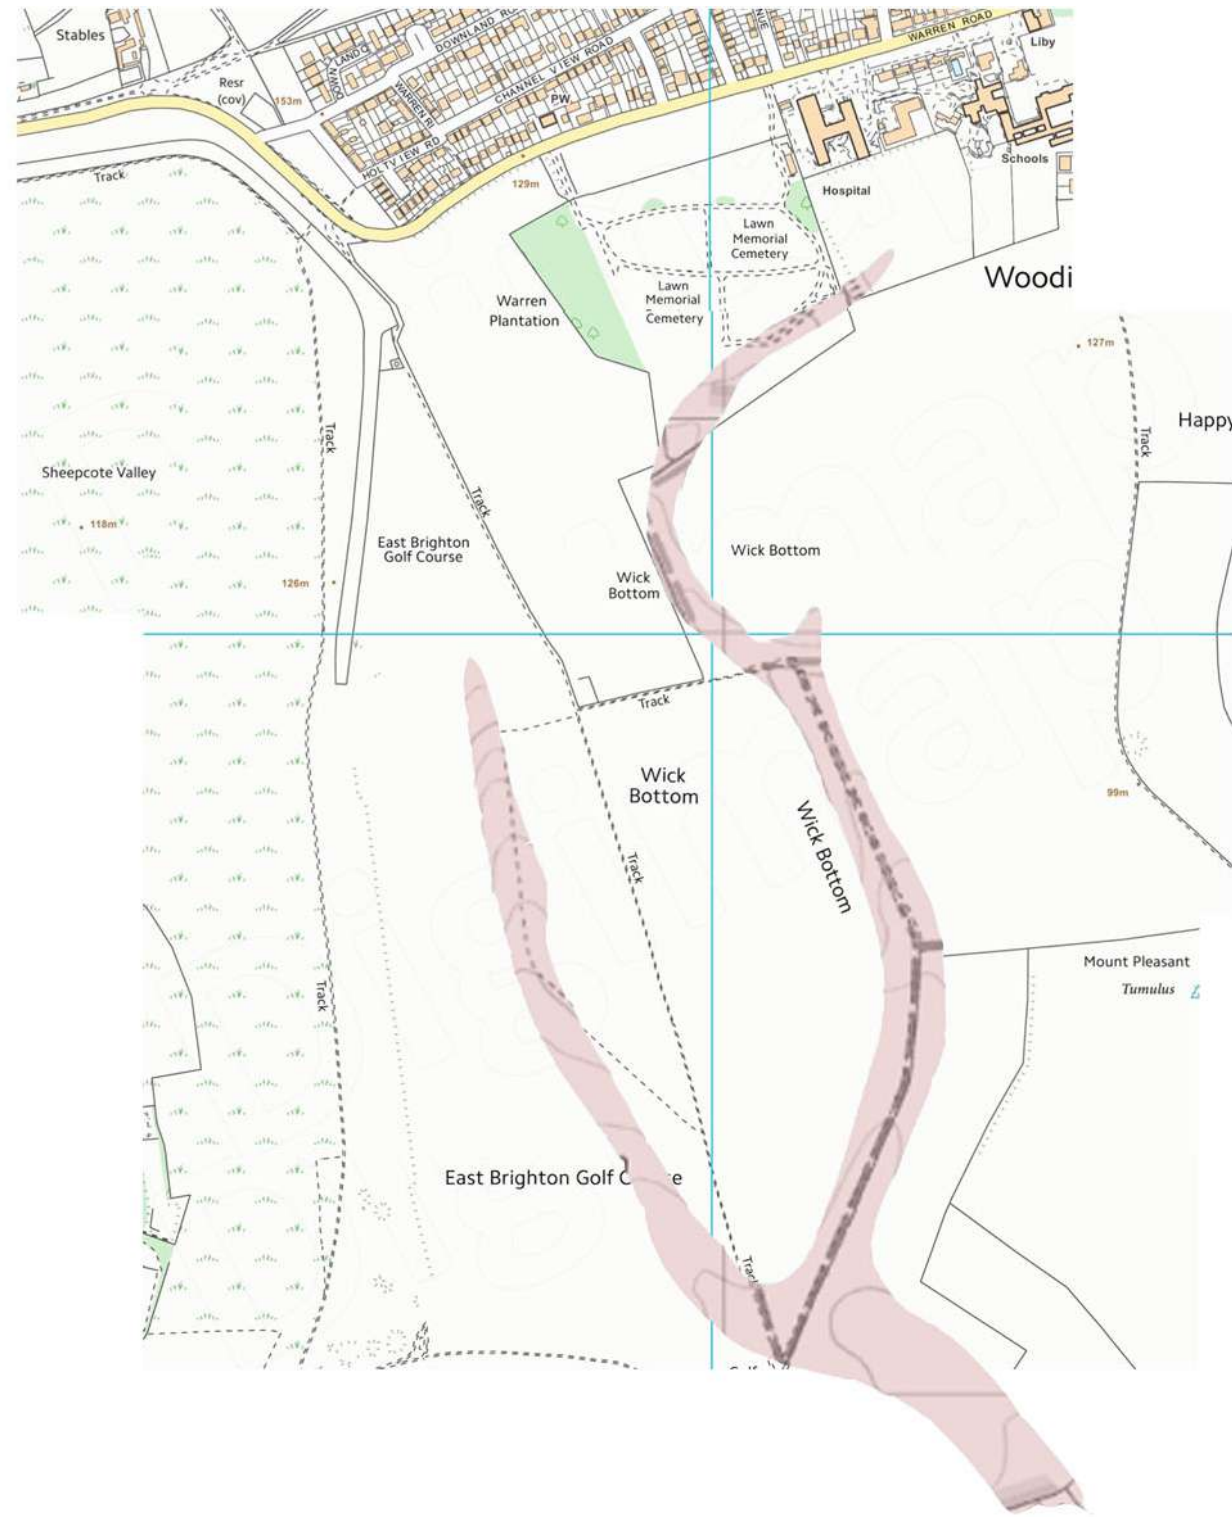 Stables
DOWNLAND RO
WARREN ROAD
Liby
Resr
(cov)
153m
CHANNEL VIEW ROAD
PW
HOLTVIEW RD
Schools
Track
129m
Hospital
Lawn
Memorial
Cemetery
Woodi
Warren
Plantation
Lawn
Memorial
Cemetery
127m
Happy
Track
Track
Sheepcote Valley
Track
118m
East Brighton
Golf Course
Wick Bottom
126m
Wick
Bottom
Track
Wick
Bottom
99m
Wick Bottom
Track
Mount Pleasant
Tumulus
Track
East Brighton Golf C
e
Track